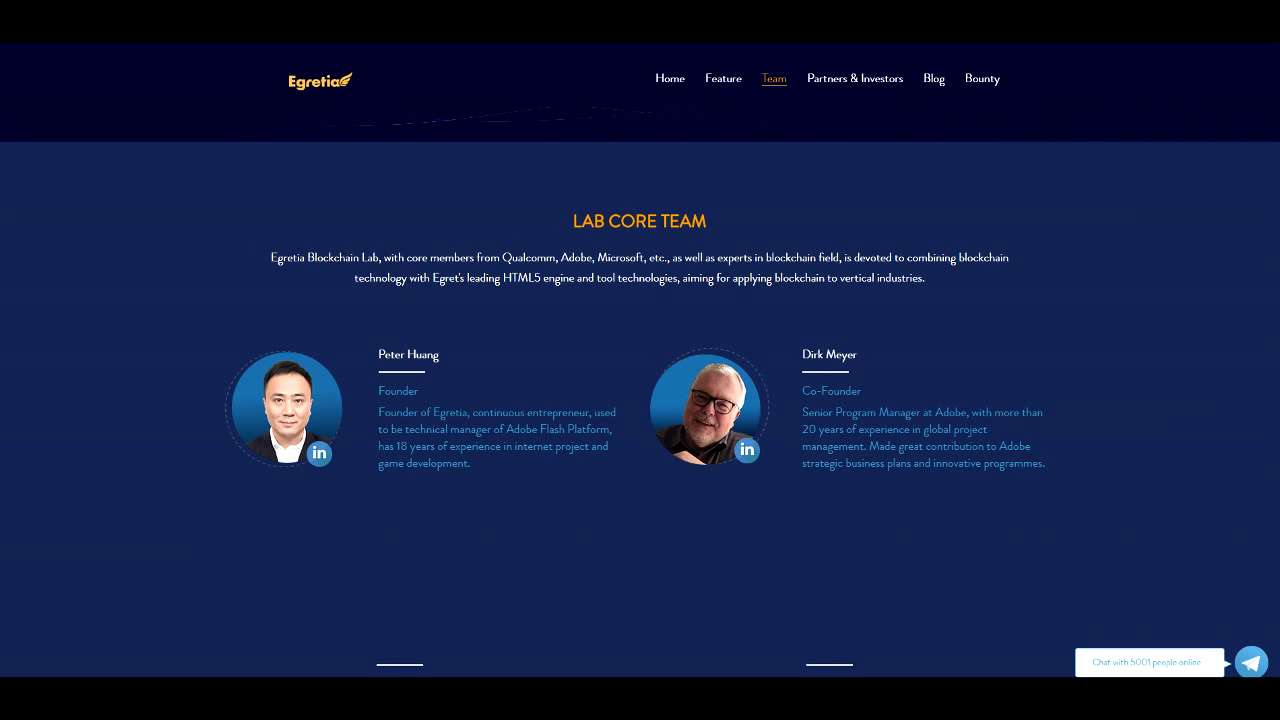 Egretia
Home Feature Team Partners & Investors Blog Bounty
LAB CORE TEAM
Egretia Blockchain Lab, with core members from Qualcomm, Adobe, Microsoft, etc., as well as experts in blockchain field, is devoted to combining blockchain
technology with Egret's leading HTML5 engine and tool technologies, aiming for applying blockchain to vertical industries.
Peter Huang
Founder
Founder of Egretia, continuous entrepreneur, used
to be technical manager of Adobe Flash Platform,
has 18 years of experience in internet project and
game development.
in
Dirk Meyer
Co-Founder
Senior Program Manager at Adobe, with more than
20 years of experience in global project
management. Made great contribution to Adobe
strategic business plans and innovative programmes.
in
Chat with 5001 people online